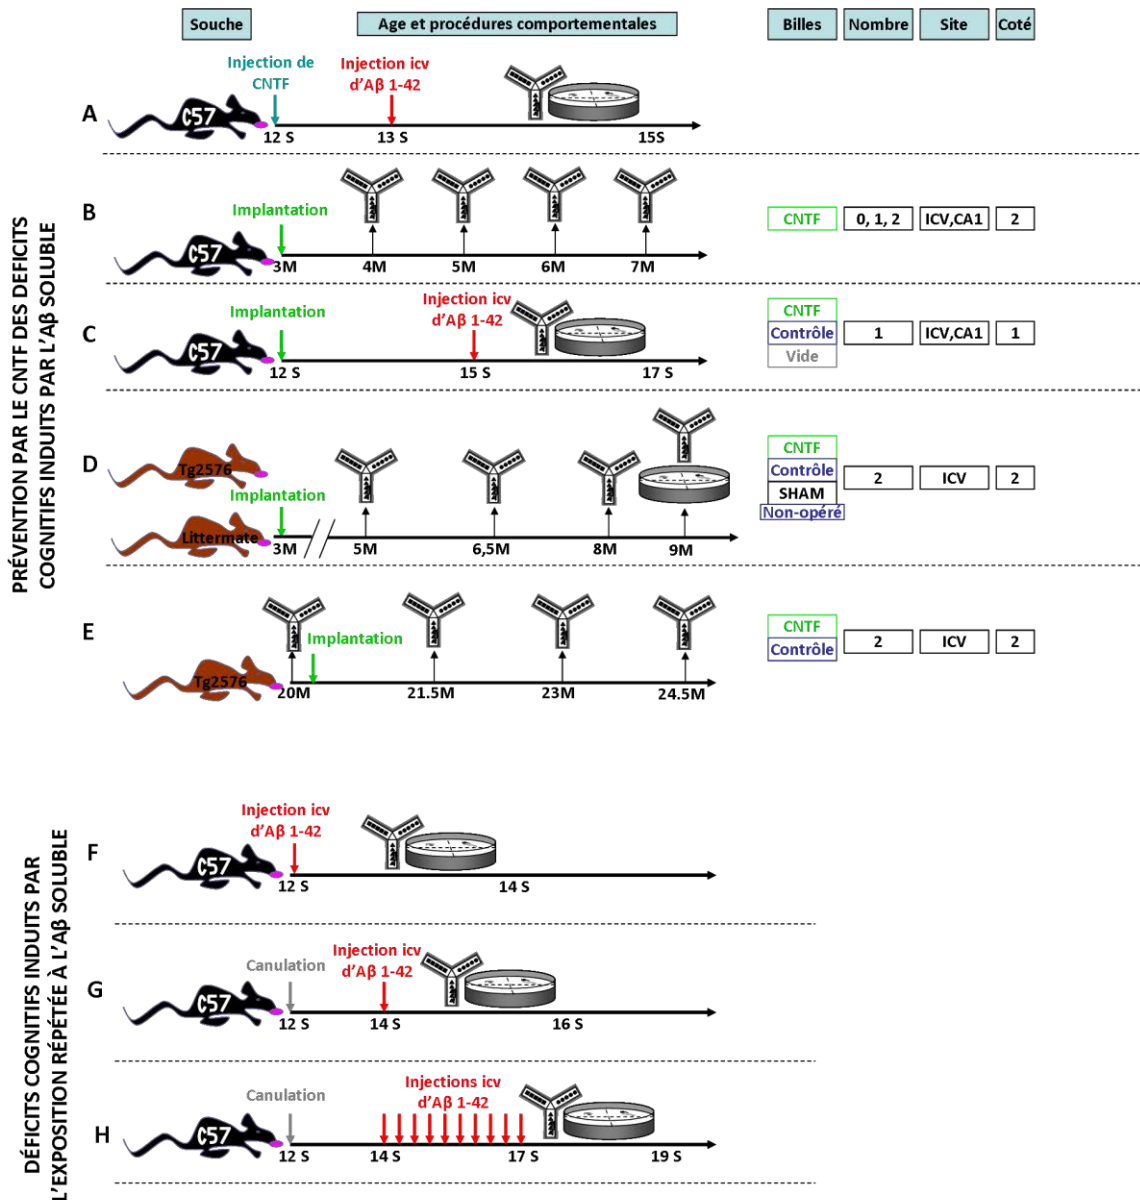 Souche
Age et procédures comportementales
Billes
Nombre
Site
Coté
PRÉVENTION PAR LE CNTF DES DEFICITS
COGNITIFS INDUITS PAR L'Aβ SOLUBLE
A
C57
Injection de
CNTF
Injection icv
d'Aβ 1-42
12 S
13 S
15S
B
C57
Implantation
3M
4M
5M
6M
7M
CNTF
0, 1, 2
ICV,CA1
2
C
C57
Implantation
Injection icv
d'Aβ 1-42
12 S
15 S
17 S
CNTF
Contrôle
Vide
1
ICV,CA1
1
D
Tg2576
Implantation
Littermate
3M
5M
6,5M
8M
9M
CNTF
Contrôle
SHAM
Non-opéré
2
ICV
2
E
Tg2576
Implantation
20M
21.5M
23M
24.5M
CNTF
Contrôle
2
ICV
2
DÉFICITS COGNITIFS INDUITS PAR
L'EXPOSITION RÉPÉTÉE À L'Aβ SOLUBLE
F
C57
Injection icv
d'Aβ 1-42
12 S
14 S
G
C57
Canulation
Injection icv
d'Aβ 1-42
12 S
14 S
16 S
H
C57
Canulation
Injections icv
d'Aβ 1-42
12 S
14 S
17 S
19 S